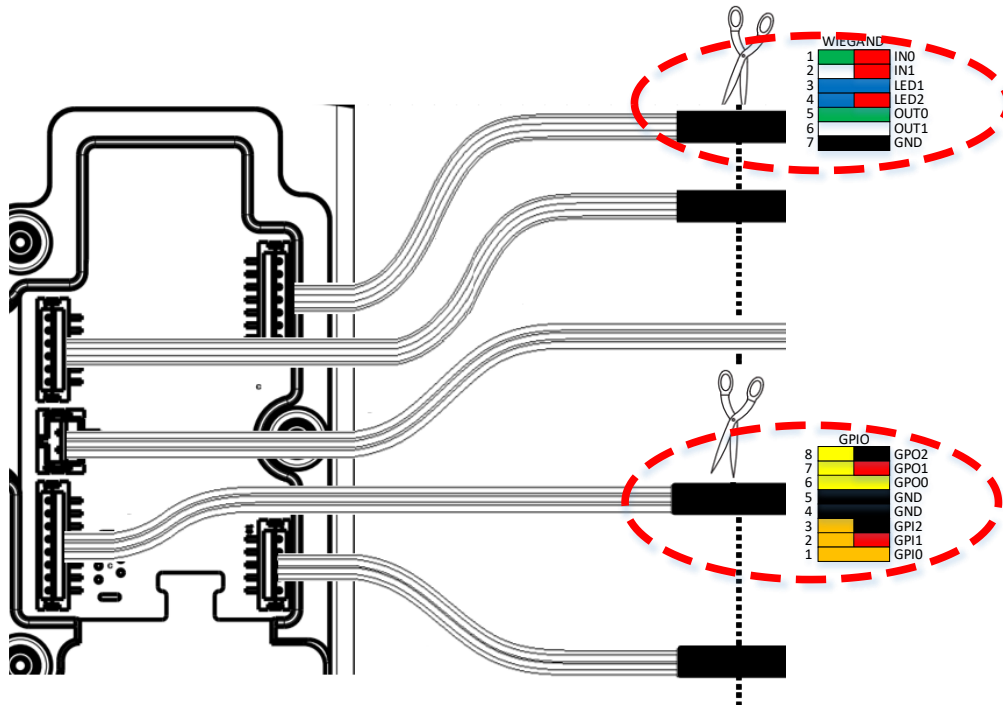 WIEGAND
1 IN0
2 IN1
3 LED1
4 LED2
5 OUT0
6 OUT1
7 GND
GPIO
8 GPO2
7 GPO1
6 GPO0
5 GND
4 GND
3 GPI2
2 GPI1
1 GPI0